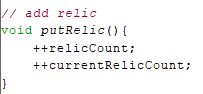 // add relic
void putRelic(){
    ++relicCount;
    ++currentRelicCount;
}